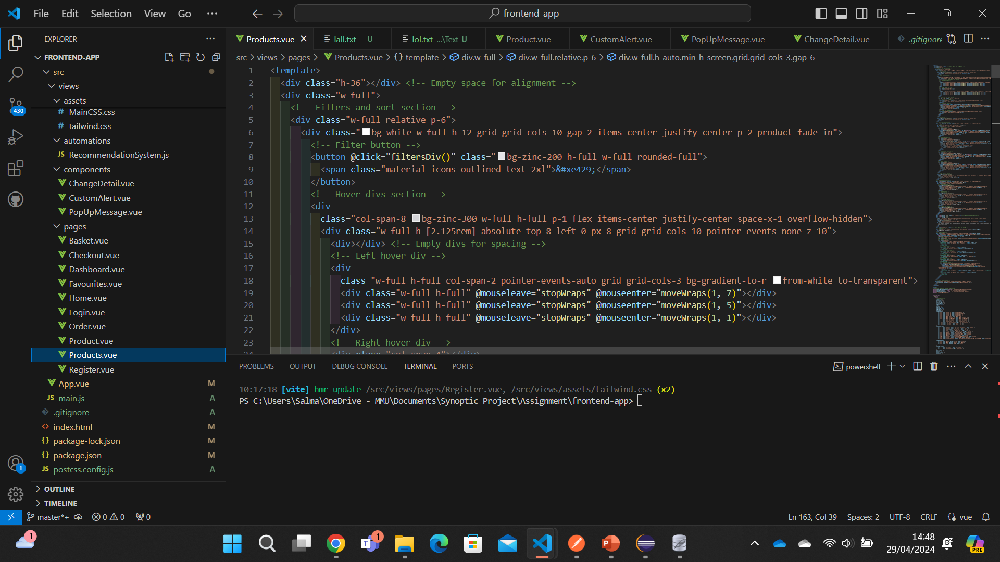 File Edit Selection View Go ···
frontend-app
EXPLORER
FRONTEND-APP
src
views
assets
MainCSS.css
tailwind.css
automations
RecommendationSystem.js
components
ChangeDetail.vue
CustomAlert.vue
PopUpMessage.vue
pages
Basket.vue
Checkout.vue
Dashboard.vue
Favourites.vue
Home.vue
Login.vue
Order.vue
Product.vue
Products.vue
Register.vue
App.vue M
JS main.js A
.gitignore A
index.html M
{} package-lock.json M
{} package.json M
JS postcss.config.js A
OUTLINE
TIMELINE
430
1
Products.vue lall.txt U lol.txt ...\Text U Product.vue CustomAlert.vue PopUpMessage.vue ChangeDetail.vue .gitignore
src > views > pages > Products.vue > {} template > div.w-full > div.w-full.relative.p-6 > div.w-full.h-auto.min-h-screen.grid.grid-cols-3.gap-6
1 <template>
2 <div class="h-36"></div> <!-- Empty space for alignment -->
3 <div class="w-full">
4 <!-- Filters and sort section -->
5 <div class="w-full relative p-6">
6 <div class="bg-white w-full h-12 grid grid-cols-10 gap-2 items-center justify-center p-2 product-fade-in">
7 <!-- Filter button -->
8 <button @click="filtersDiv()" class="bg-zinc-200 h-full w-full rounded-full">
9 <span class="material-icons-outlined text-2xl">&#xe429;</span>
10 </button>
11 <!-- Hover divs section -->
12 <div
13 class="col-span-8 bg-zinc-300 w-full h-full p-1 flex items-center justify-center space-x-1 overflow-hidden">
14 <div class="w-full h-[2.125rem] absolute top-8 left-0 px-8 grid grid-cols-10 pointer-events-none z-10">
15 <div></div> <!-- Empty divs for spacing -->
16 <!-- Left hover div -->
17 <div
18 class="w-full h-full col-span-2 pointer-events-auto grid grid-cols-3 bg-gradient-to-r from-white to-transparent">
19 <div class="w-full h-full" @mouseleave="stopWraps" @mouseenter="moveWraps(1, 7)"></div>
20 <div class="w-full h-full" @mouseleave="stopWraps" @mouseenter="moveWraps(1, 5)"></div>
21 <div class="w-full h-full" @mouseleave="stopWraps" @mouseenter="moveWraps(1, 1)"></div>
22 </div>
23 <!-- Right hover div -->
24 <div class="col-span-4"></div>
PROBLEMS OUTPUT DEBUG CONSOLE TERMINAL PORTS powershell
10:17:18 [vite] hmr update /src/views/pages/Register.vue, /src/views/assets/tailwind.css (x2)
PS C:\Users\Salma\OneDrive - MMU\Documents\Synoptic Project\Assignment\frontend-app>
master*+ 0 0 0 Ln 163, Col 39 Spaces: 2 UTF-8 CRLF vue
1
1
14:48
29/04/2024
PRE